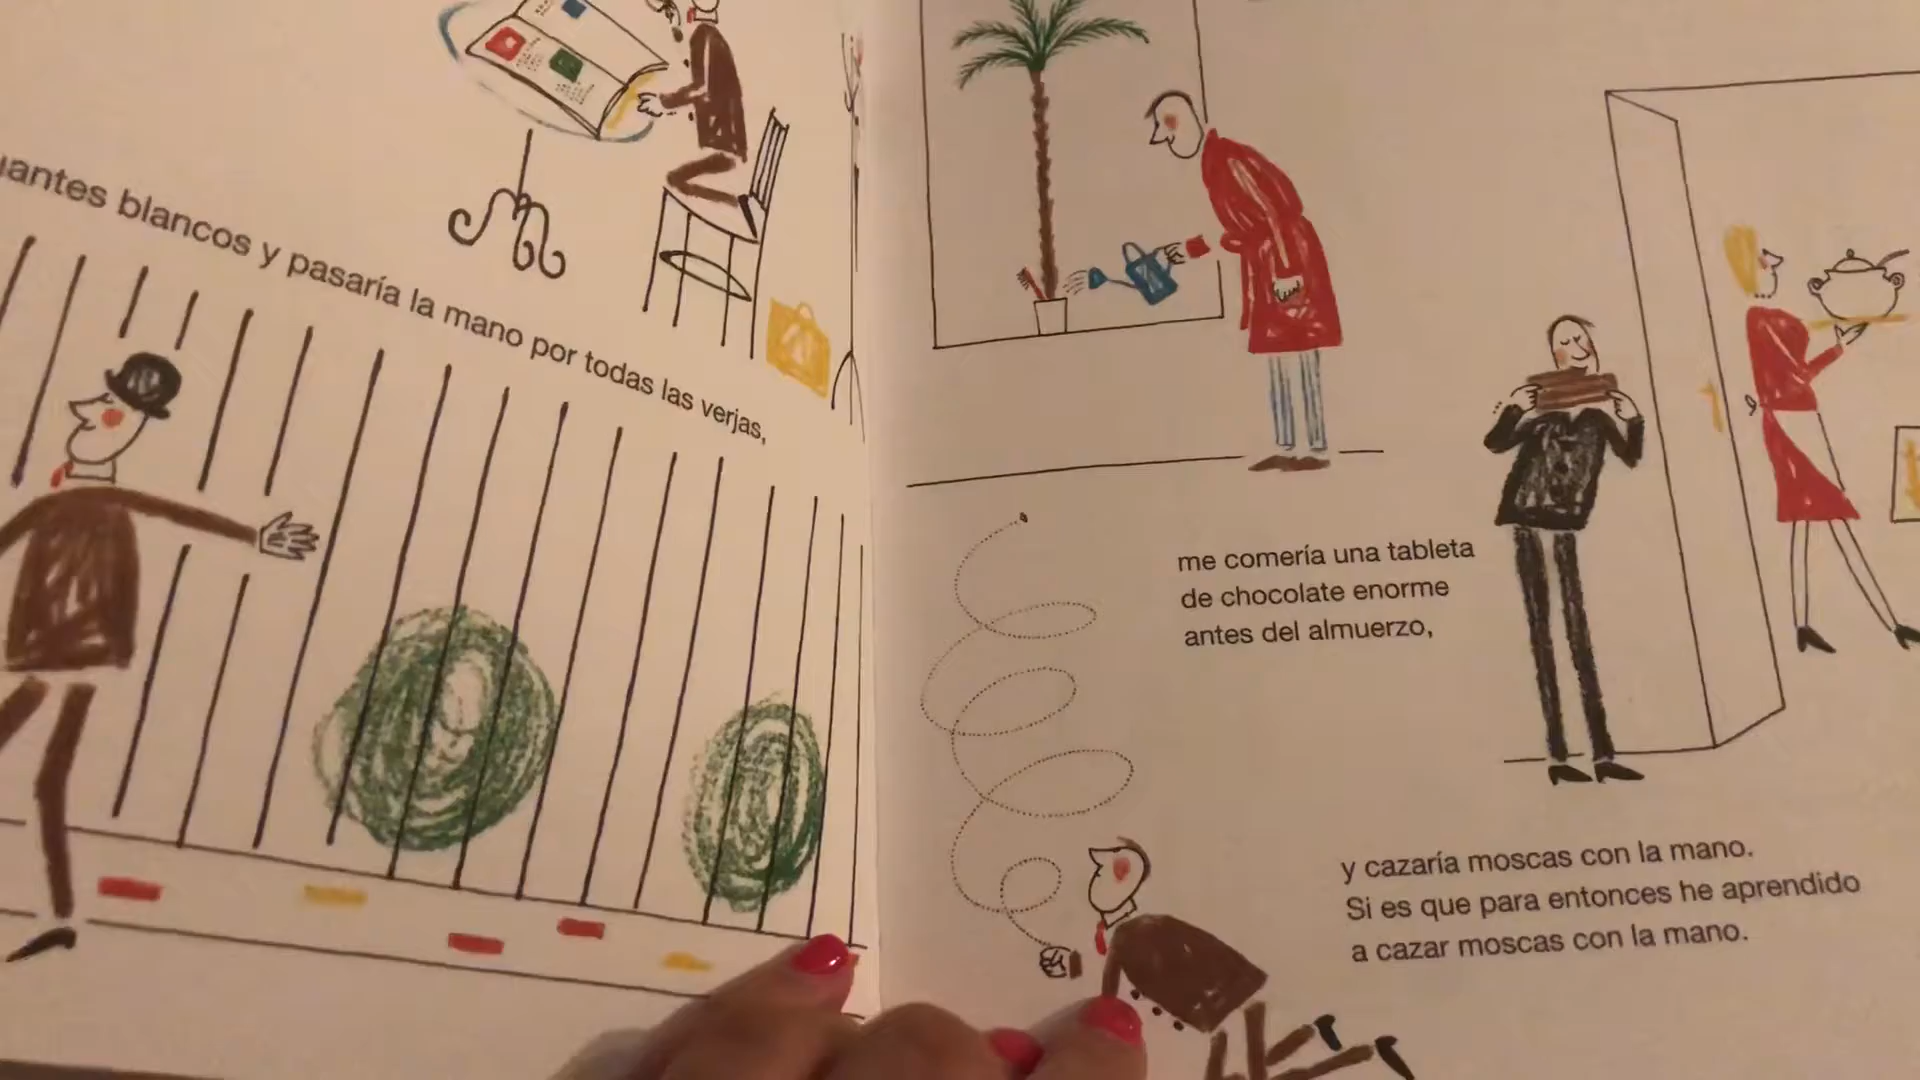 blancos y pasaría la mano por todas las verjas,
me comería una tableta
de chocolate enorme
antes del almuerzo,
y cazaría moscas con la mano.
Si es que para entonces he aprendido
a cazar moscas con la mano.